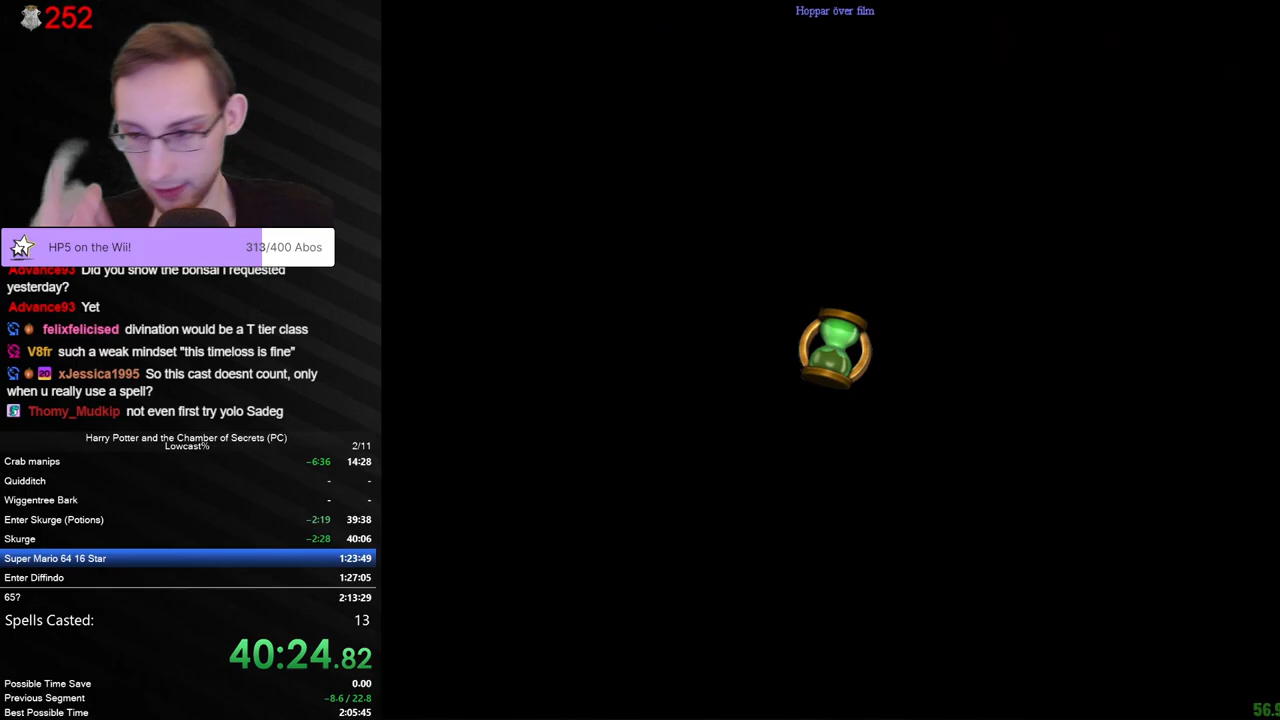 252
Hoppar över film
HP5 on the Wii! 313/400 Abos
Advance93 Did you show the bonsai I requested
yesterday?
Advance93 Yet
felixfelicised divination would be a T tier class
V8fr such a weak mindset "this timeloss is fine"
20 xJessica1995 So this cast doesnt count, only
when u really use a spell?
Thomy_Mudkip not even first try yolo Sadeg
Harry Potter and the Chamber of Secrets (PC)
Lowcast% 2/11
Crab manips −6:36 14:28
Quidditch - -
Wiggentree Bark - -
Enter Skurge (Potions) −2:19 39:38
Skurge −2:28 40:06
Super Mario 64 16 Star 1:23:49
Enter Diffindo 1:27:05
65? 2:13:29
Spells Casted: 13
40:24.82
Possible Time Save 0.00
Previous Segment −8.6 / 22.8
Best Possible Time 2:05:45